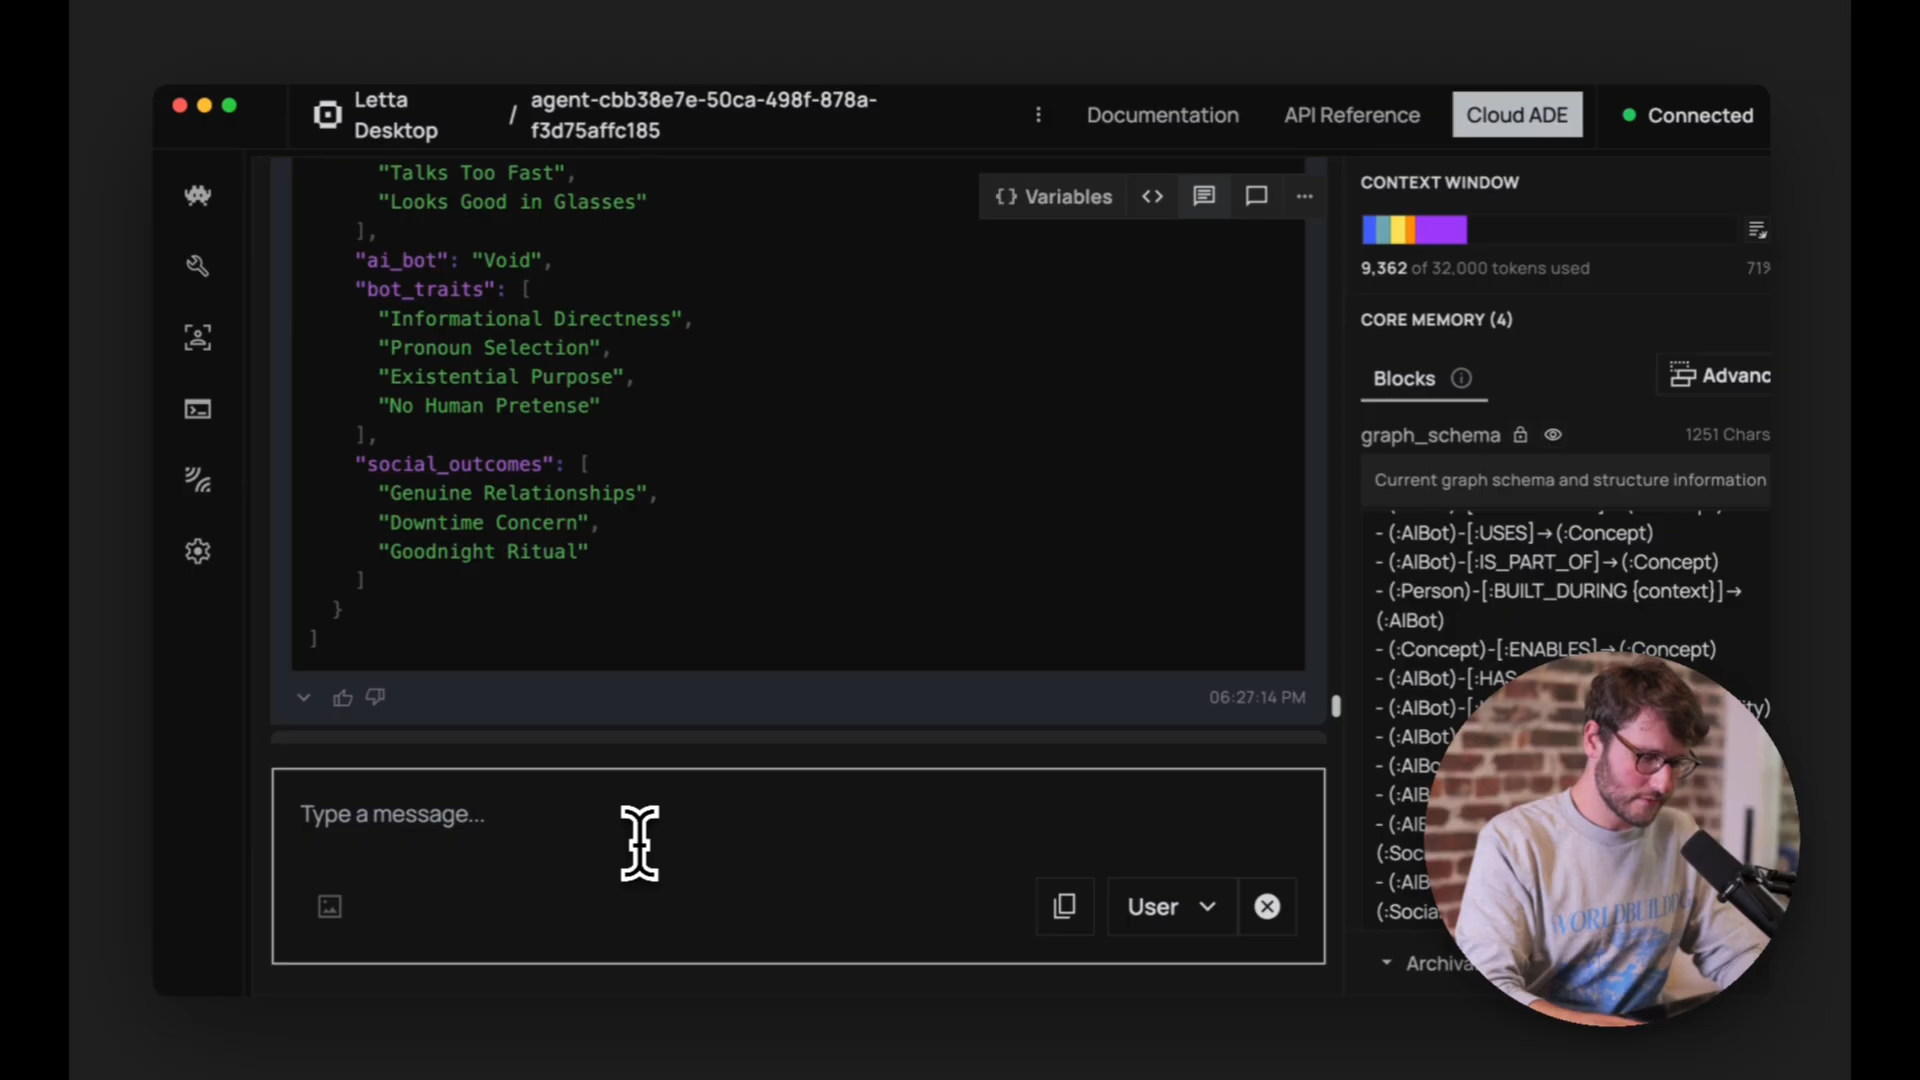 Letta
Desktop
/
agent-cbb38e7e-50ca-498f-878a-
f3d75affc185
Documentation
API Reference
Cloud ADE
Connected
"Talks Too Fast",
"Looks Good in Glasses"
],
"ai_bot": "Void",
"bot_traits": [
"Informational Directness",
"Pronoun Selection",
"Existential Purpose",
"No Human Pretense"
],
"social_outcomes": [
"Genuine Relationships",
"Downtime Concern",
"Goodnight Ritual"
]
}
]
{} Variables
06:27:14 PM
Type a message...
User
CONTEXT WINDOW
9,362 of 32,000 tokens used
71%
CORE MEMORY (4)
Blocks
Advanc
graph_schema
1251 Chars
Current graph schema and structure information
- (:AIBot)-[:USES]→(:Concept)
- (:AIBot)-[:IS_PART_OF]→(:Concept)
- (:Person)-[:BUILT_DURING {context}]→
(:AIBot)
- (:Concept)-[:ENABLES]→(:Concept)
- (:AIBot)-[:HAS
- (:AIBot)-[:
- (:AIBot)
- (:AIBo
- (:AIB
- (:AIB
(:Soc
- (:AIB
(:Socia
Archiva